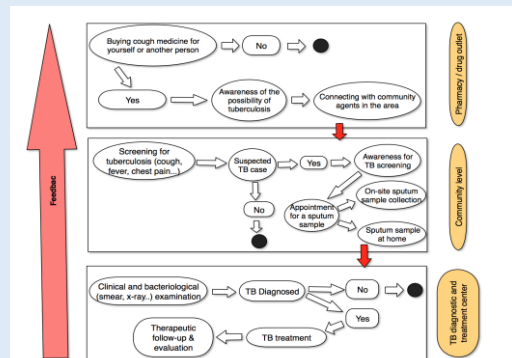 Buying cough medicine for
yourself or another person
No
Yes
Awareness of the
possibility of
tuberculosis
Connecting with community
agents in the area
Pharmacy / drug outlet
Feedbac
Screening for
tuberculosis (cough,
fever, chest pain...)
Suspected
TB case
Yes
Awareness for
TB screening
No
Appointment
for a sputum
sample
On-site sputum
sample collection
Sputum sample
at home
Community level
Clinical and bacteriological
(smear, x-ray..) examination
TB Diagnosed
No
Yes
TB treatment
Therapeutic
follow-up &
evaluation
TB diagnostic and
treatment center